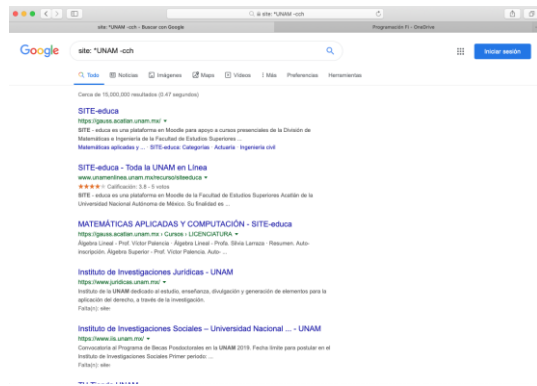 site: "UNAM -cch
site: "UNAM -cch - Buscar con Google
Programación FI - OneDrive
Google
site: "UNAM -cch
Iniciar sesión
Todo Noticias Imágenes Maps Vídeos Más Preferencias Herramientas
Cerca de 10,000,000 resultados (0.47 segundos)
SITE-educa
https://gauss.acatlan.unam.mx/
SITE - educa es una plataforma en Moodle para apoyo a cursos presenciales de la División de
Matemáticas e Ingeniería de la Facultad de Estudios Superiores ...
Matemáticas aplicadas y ... · SITE-educa: Categorías · Actuaría · Ingeniería civil
SITE-educa - Toda la UNAM en Línea
www.unamenlinea.unam.mx/recurso/siteeduca
Calificación: 3.8 - 5 votos
SITE - educa es una plataforma en Moodle de la Facultad de Estudios Superiores Acatlán de la
Universidad Nacional Autónoma de México. Su finalidad es ...
MATEMÁTICAS APLICADAS Y COMPUTACIÓN - SITE-educa
https://gauss.acatlan.unam.mx › Cursos › LICENCIATURA
Álgebra Lineal - Prof. Víctor Palencia · Álgebra Lineal - Profa. Silvia Larraza · Resumen. Auto-
inscripción. Álgebra Superior - Prof. Víctor Palencia. Auto- ...
Instituto de Investigaciones Jurídicas - UNAM
https://www.juridicas.unam.mx/
Instituto de la UNAM dedicado al estudio, enseñanza, divulgación y generación de elementos para la
aplicación del derecho, a través de la investigación.
Falta(n): site:
Instituto de Investigaciones Sociales – Universidad Nacional ... - UNAM
https://www.iis.unam.mx/
Convocatoria al Programa de Becas Posdoctorales en la UNAM 2019. Fecha límite para postular en el
Instituto de Investigaciones Sociales Primer periodo: ...
Falta(n): site:
TU Tienda UNAM